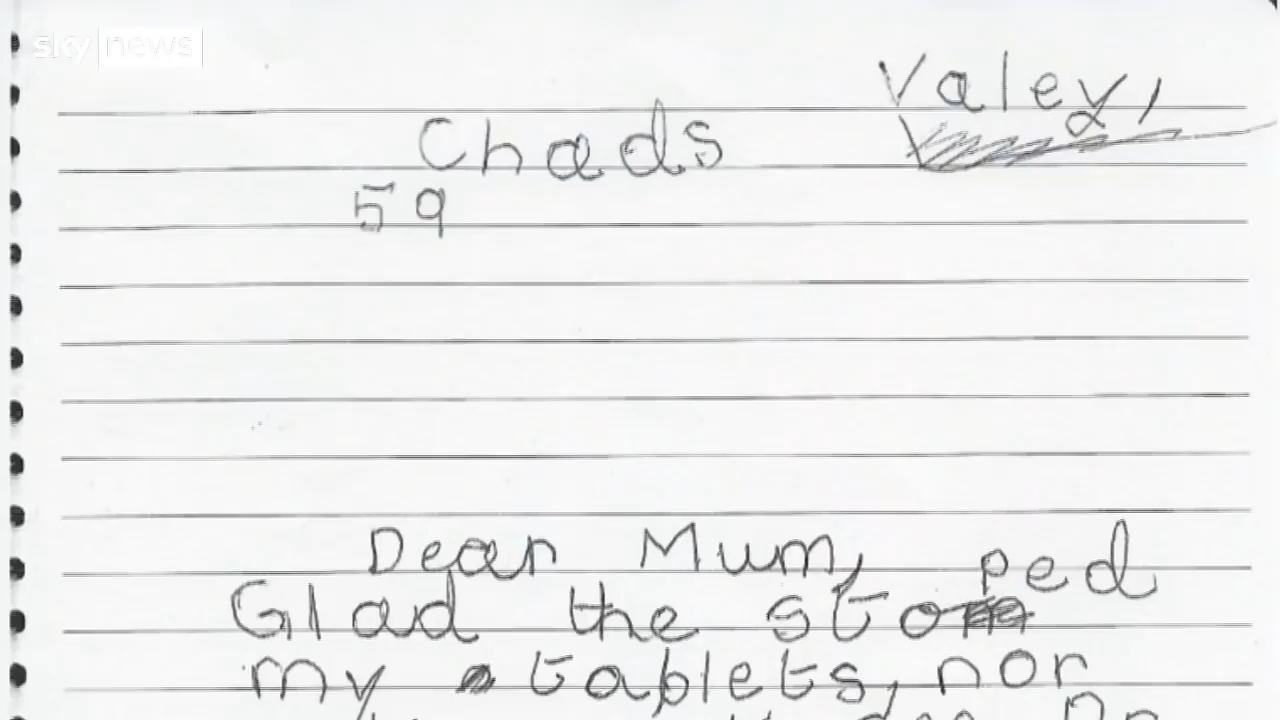 sky news
Valey,
Chads
59
Dear Mum,
ped
Glad the sto
my tablets, nor